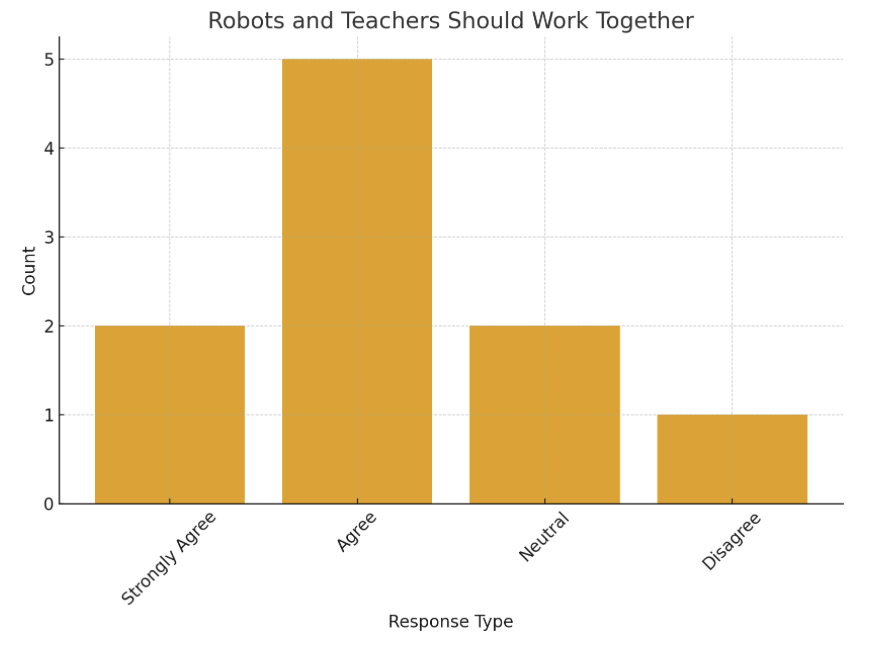 Robots and Teachers Should Work Together
Count
5
4
3
2
1
0
Strongly Agree
Agree
Neutral
Disagree
Response Type